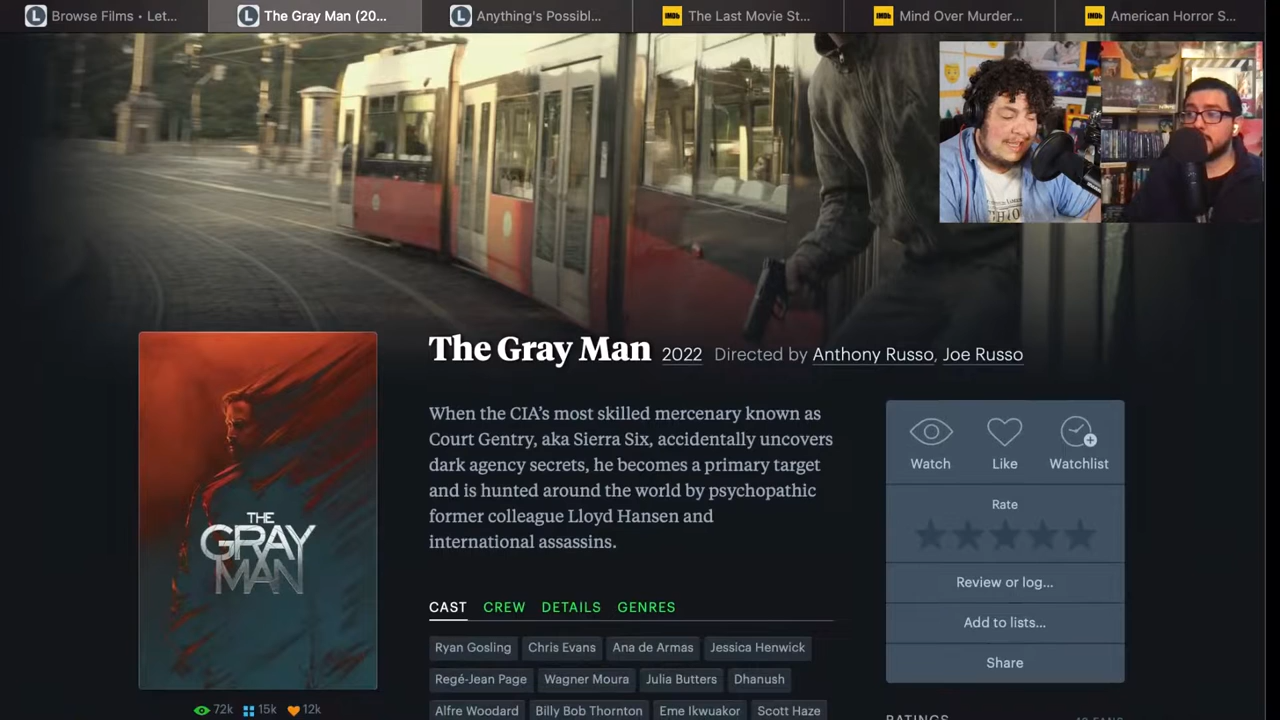 Browse Films • Let...
The Gray Man (20...
Anything's Possibl...
IMDb The Last Movie St...
IMDb Mind Over Murder...
IMDb American Horror S...
The Gray Man 2022 Directed by Anthony Russo, Joe Russo
When the CIA's most skilled mercenary known as
Court Gentry, aka Sierra Six, accidentally uncovers
dark agency secrets, he becomes a primary target
and is hunted around the world by psychopathic
former colleague Lloyd Hansen and
international assassins.
THE
GRAY
MAN
72k 15k 12k
CAST CREW DETAILS GENRES
Ryan Gosling Chris Evans Ana de Armas Jessica Henwick
Regé-Jean Page Wagner Moura Julia Butters Dhanush
Alfre Woodard Billy Bob Thornton Eme Ikwuakor Scott Haze
Watch Like Watchlist
Rate
Review or log...
Add to lists...
Share
RATINGS